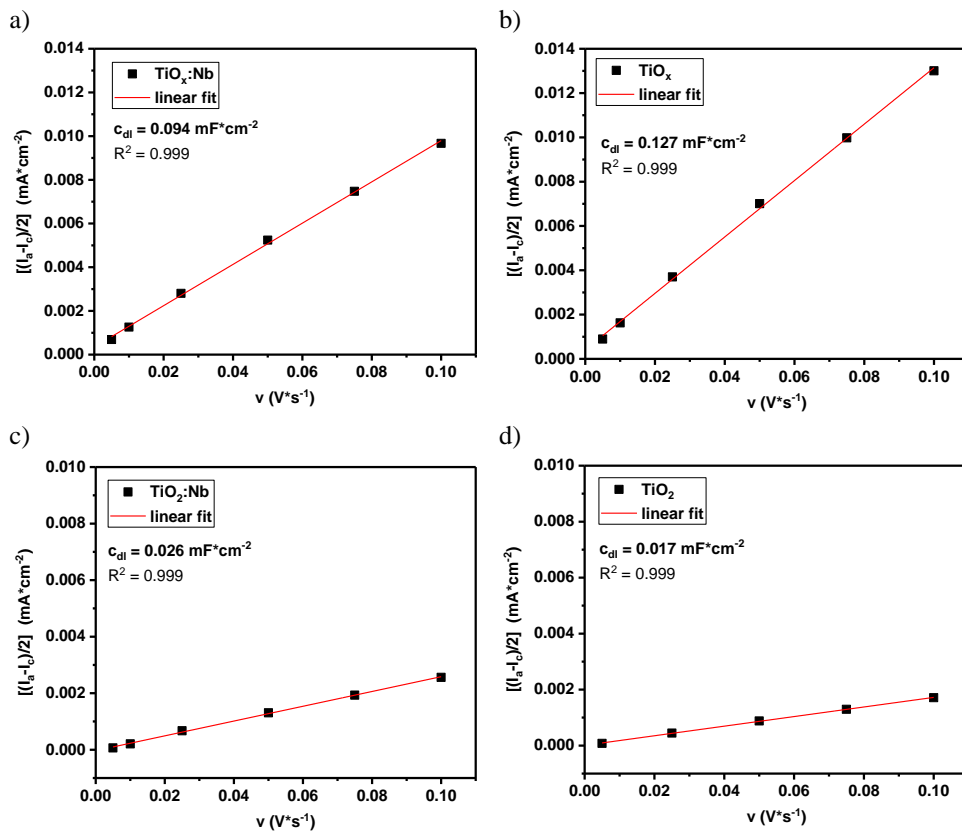 a)
0.014
0.012
0.010
0.008
0.006
0.004
0.002
0.000
[(Iₐ-I_c)/2] (mA*cm⁻²)
TiOₓ:Nb
linear fit
c_dl = 0.094 mF*cm⁻²
R² = 0.999
0.00 0.02 0.04 0.06 0.08 0.10
v (V*s⁻¹)
b)
0.014
0.012
0.010
0.008
0.006
0.004
0.002
0.000
[(Iₐ-I_c)/2] (mA*cm⁻²)
TiOₓ
linear fit
c_dl = 0.127 mF*cm⁻²
R² = 0.999
0.00 0.02 0.04 0.06 0.08 0.10
v (V*s⁻¹)
c)
0.010
0.008
0.006
0.004
0.002
0.000
[(Iₐ-I_c)/2] (mA*cm⁻²)
TiO₂:Nb
linear fit
c_dl = 0.026 mF*cm⁻²
R² = 0.999
0.00 0.02 0.04 0.06 0.08 0.10
v (V*s⁻¹)
d)
0.010
0.008
0.006
0.004
0.002
0.000
[(Iₐ-I_c)/2] (mA*cm⁻²)
TiO₂
linear fit
c_dl = 0.017 mF*cm⁻²
R² = 0.999
0.00 0.02 0.04 0.06 0.08 0.10
v (V*s⁻¹)